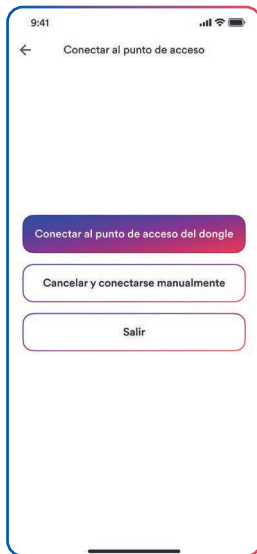 9:41
Conectar al punto de acceso
Conectar al punto de acceso del dongle
Cancelar y conectarse manualmente
Salir